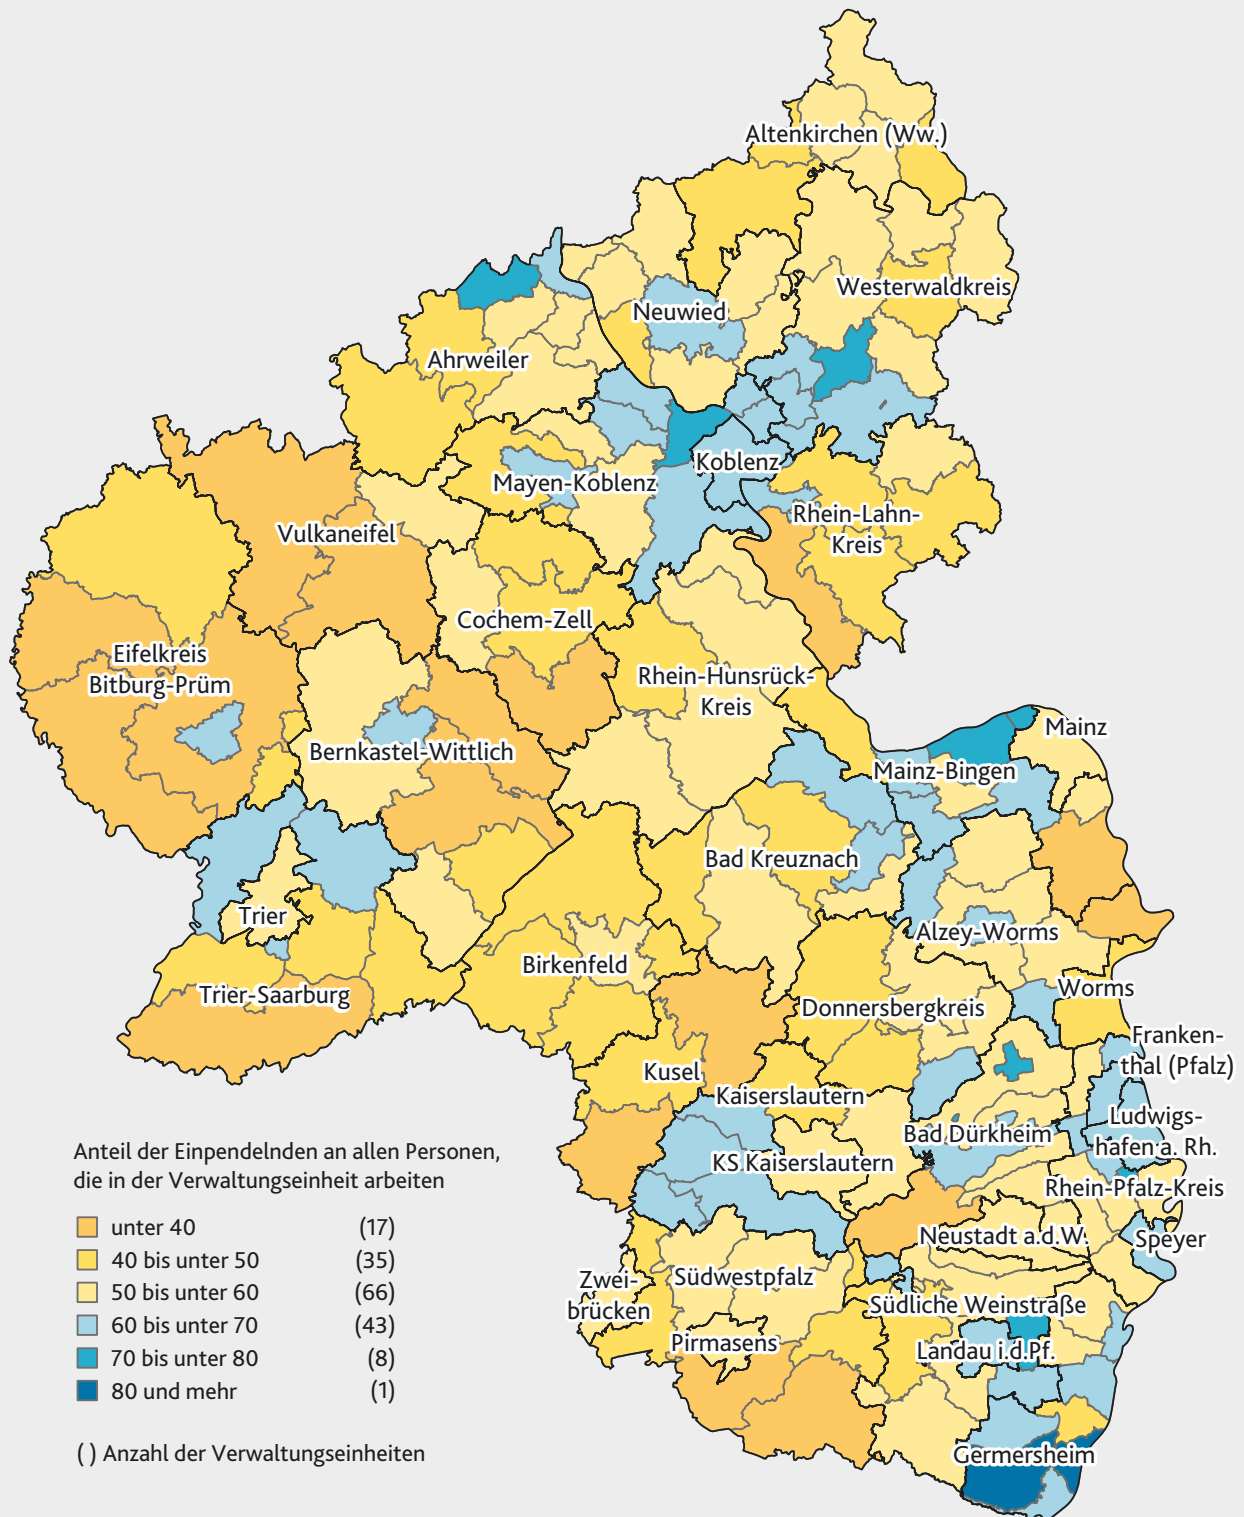 Altenkirchen (Ww.)
Westerwaldkreis
Neuwied
Ahrweiler
Koblenz
Mayen-Koblenz
Rhein-Lahn-
Kreis
Vulkaneifel
Cochem-Zell
Eifelkreis
Bitburg-Prüm
Rhein-Hunsrück-
Kreis
Mainz
Bernkastel-Wittlich
Mainz-Bingen
Bad Kreuznach
Trier
Alzey-Worms
Birkenfeld
Trier-Saarburg
Worms
Donnersbergkreis
Franken-
thal (Pfalz)
Kusel
Kaiserslautern
Ludwigs-
hafen a. Rh.
Bad Dürkheim
KS Kaiserslautern
Rhein-Pfalz-Kreis
Neustadt a.d.W.
Speyer
Zwei-
brücken
Südwestpfalz
Südliche Weinstraße
Pirmasens
Landau i.d.Pf.
Germersheim
Anteil der Einpendelnden an allen Personen,
die in der Verwaltungseinheit arbeiten
unter 40 (17)
40 bis unter 50 (35)
50 bis unter 60 (66)
60 bis unter 70 (43)
70 bis unter 80 (8)
80 und mehr (1)
( ) Anzahl der Verwaltungseinheiten